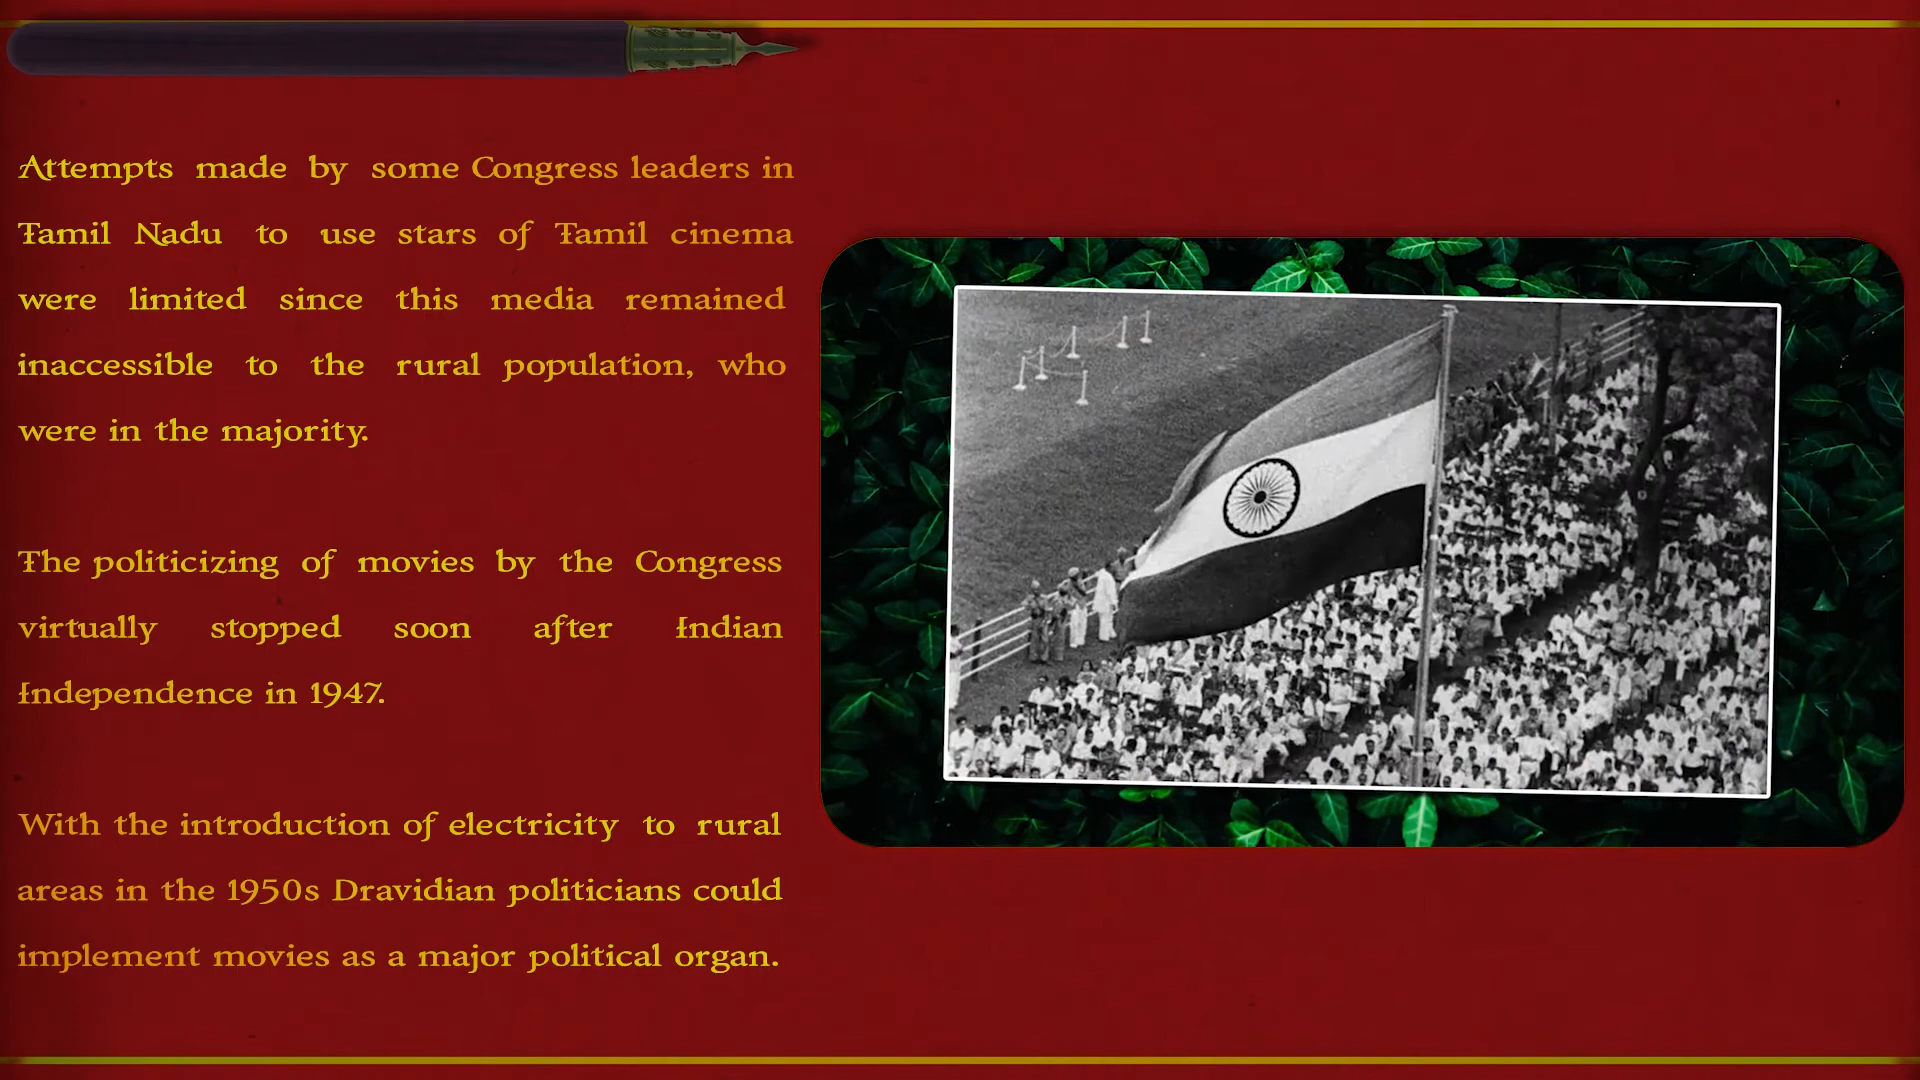 Attempts made by some Congress leaders in
Tamil Nadu to use stars of Tamil cinema
were limited since this media remained
inaccessible to the rural population, who
were in the majority.
The politicizing of movies by the Congress
virtually stopped soon after Indian
Independence in 1947.
With the introduction of electricity to rural
areas in the 1950s Dravidian politicians could
implement movies as a major political organ.